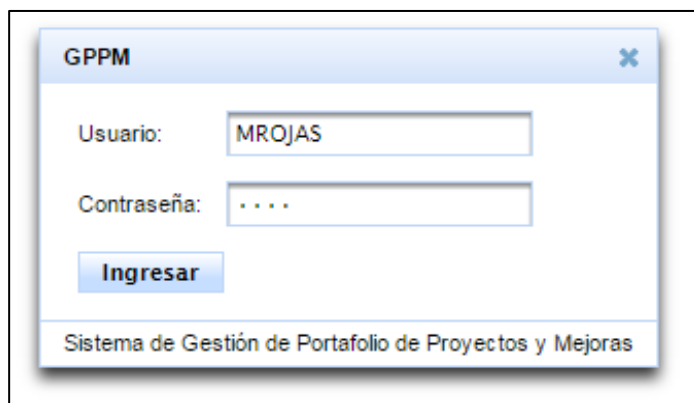 GPPM
Usuario: MROJAS
Contraseña: ····
Ingresar
Sistema de Gestión de Portafolio de Proyectos y Mejoras